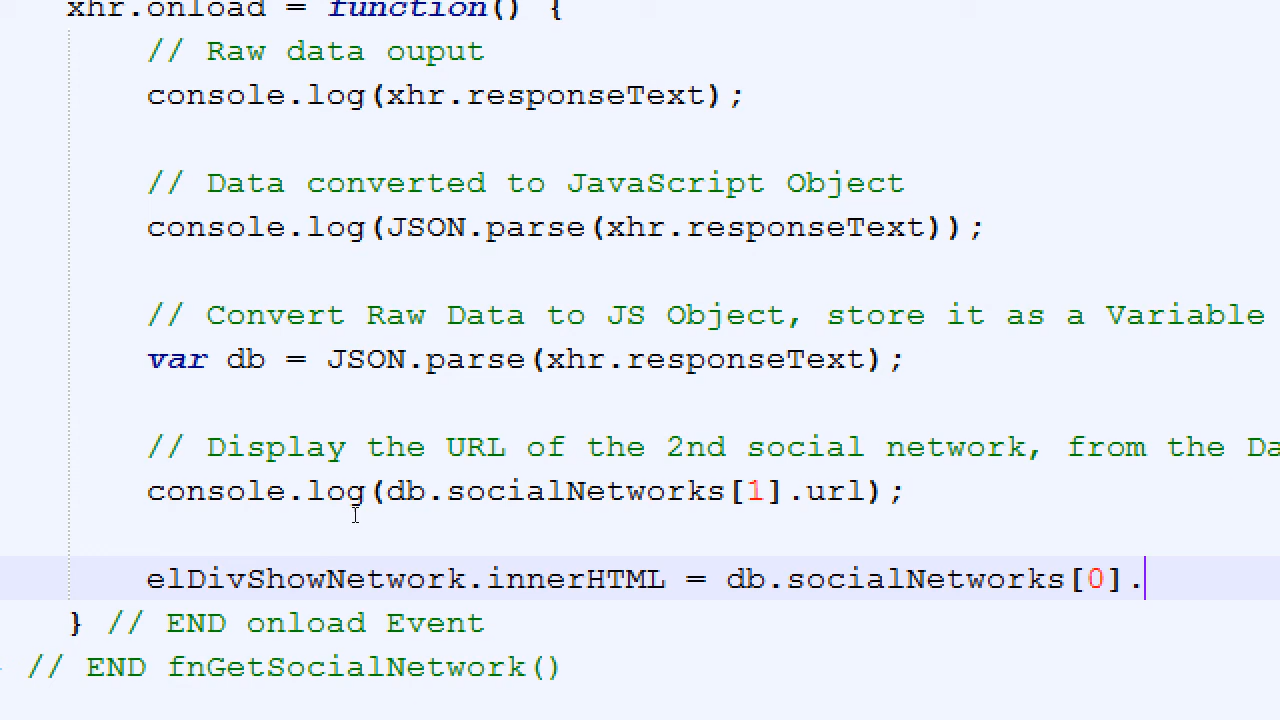 xhr.onload = function() {
// Raw data ouput
console.log(xhr.responseText);
// Data converted to JavaScript Object
console.log(JSON.parse(xhr.responseText));
// Convert Raw Data to JS Object, store it as a Variable
var db = JSON.parse(xhr.responseText);
// Display the URL of the 2nd social network, from the Da
console.log(db.socialNetworks[1].url);
elDivShowNetwork.innerHTML = db.socialNetworks[0].
} // END onload Event
// END fnGetSocialNetwork()